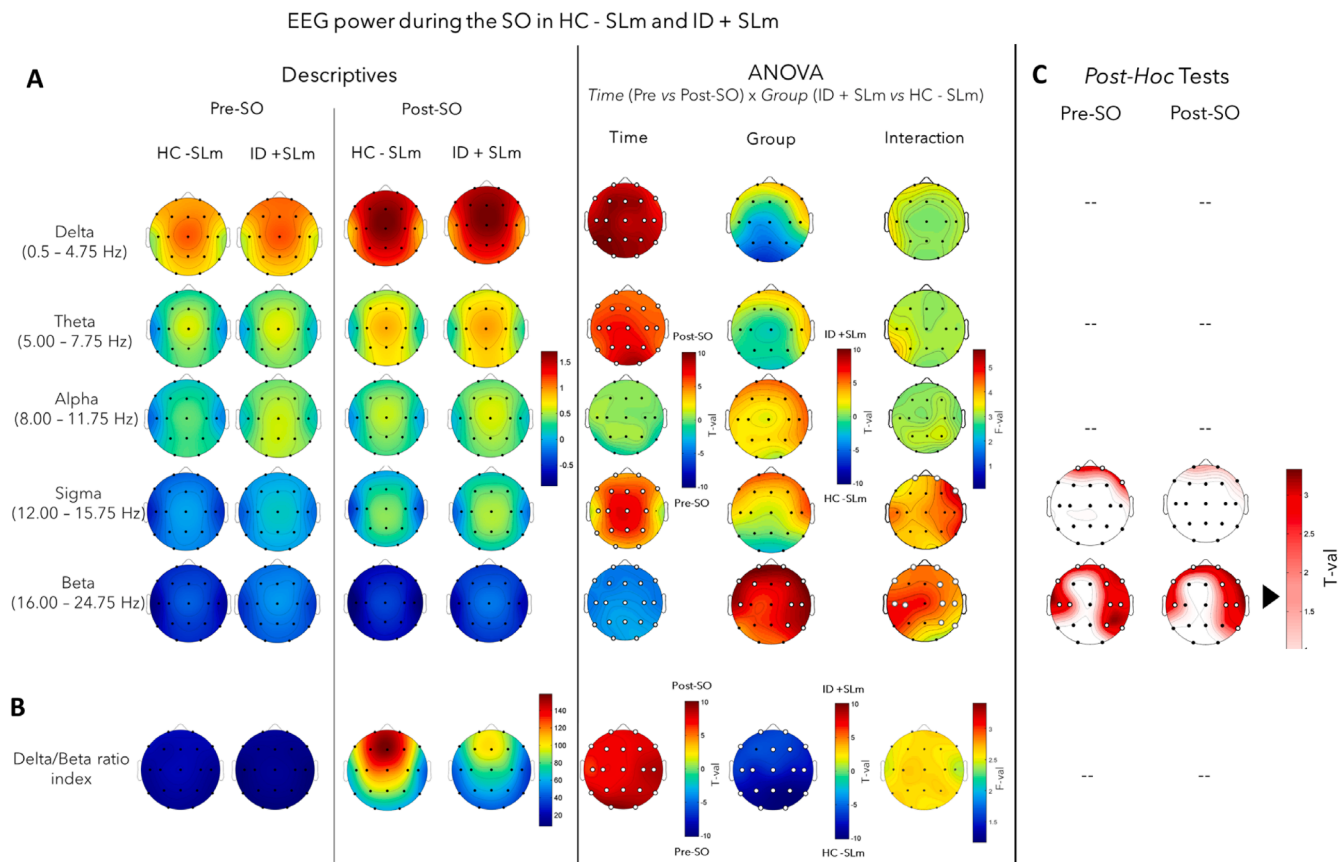 EEG power during the SO in HC - SLm and ID + SLm
A
Descriptives
Pre-SO
Post-SO
HC -SLm
ID +SLm
HC - SLm
ID + SLm
ANOVA
Time (Pre vs Post-SO) x Group (ID + SLm vs HC - SLm)
Time
Group
Interaction
C
Post-Hoc Tests
Pre-SO
Post-SO
Delta
(0.5 – 4.75 Hz)
--
--
Theta
(5.00 – 7.75 Hz)
--
--
Alpha
(8.00 – 11.75 Hz)
--
--
Sigma
(12.00 – 15.75 Hz)
Beta
(16.00 – 24.75 Hz)
1.5
1
0.5
0
-0.5
Post-SO
10
5
0
-5
-10
T-val
Pre-SO
ID +SLm
10
5
0
-5
-10
T-val
HC -SLm
5
4
3
2
1
F-val
3
2.5
2
1.5
T-val
B
Delta/Beta ratio
index
140
120
100
80
60
40
20
Post-SO
10
5
0
-5
-10
T-val
Pre-SO
ID +SLm
10
5
0
-5
-10
T-val
HC -SLm
3
2.5
2
1.5
F-val
--
--